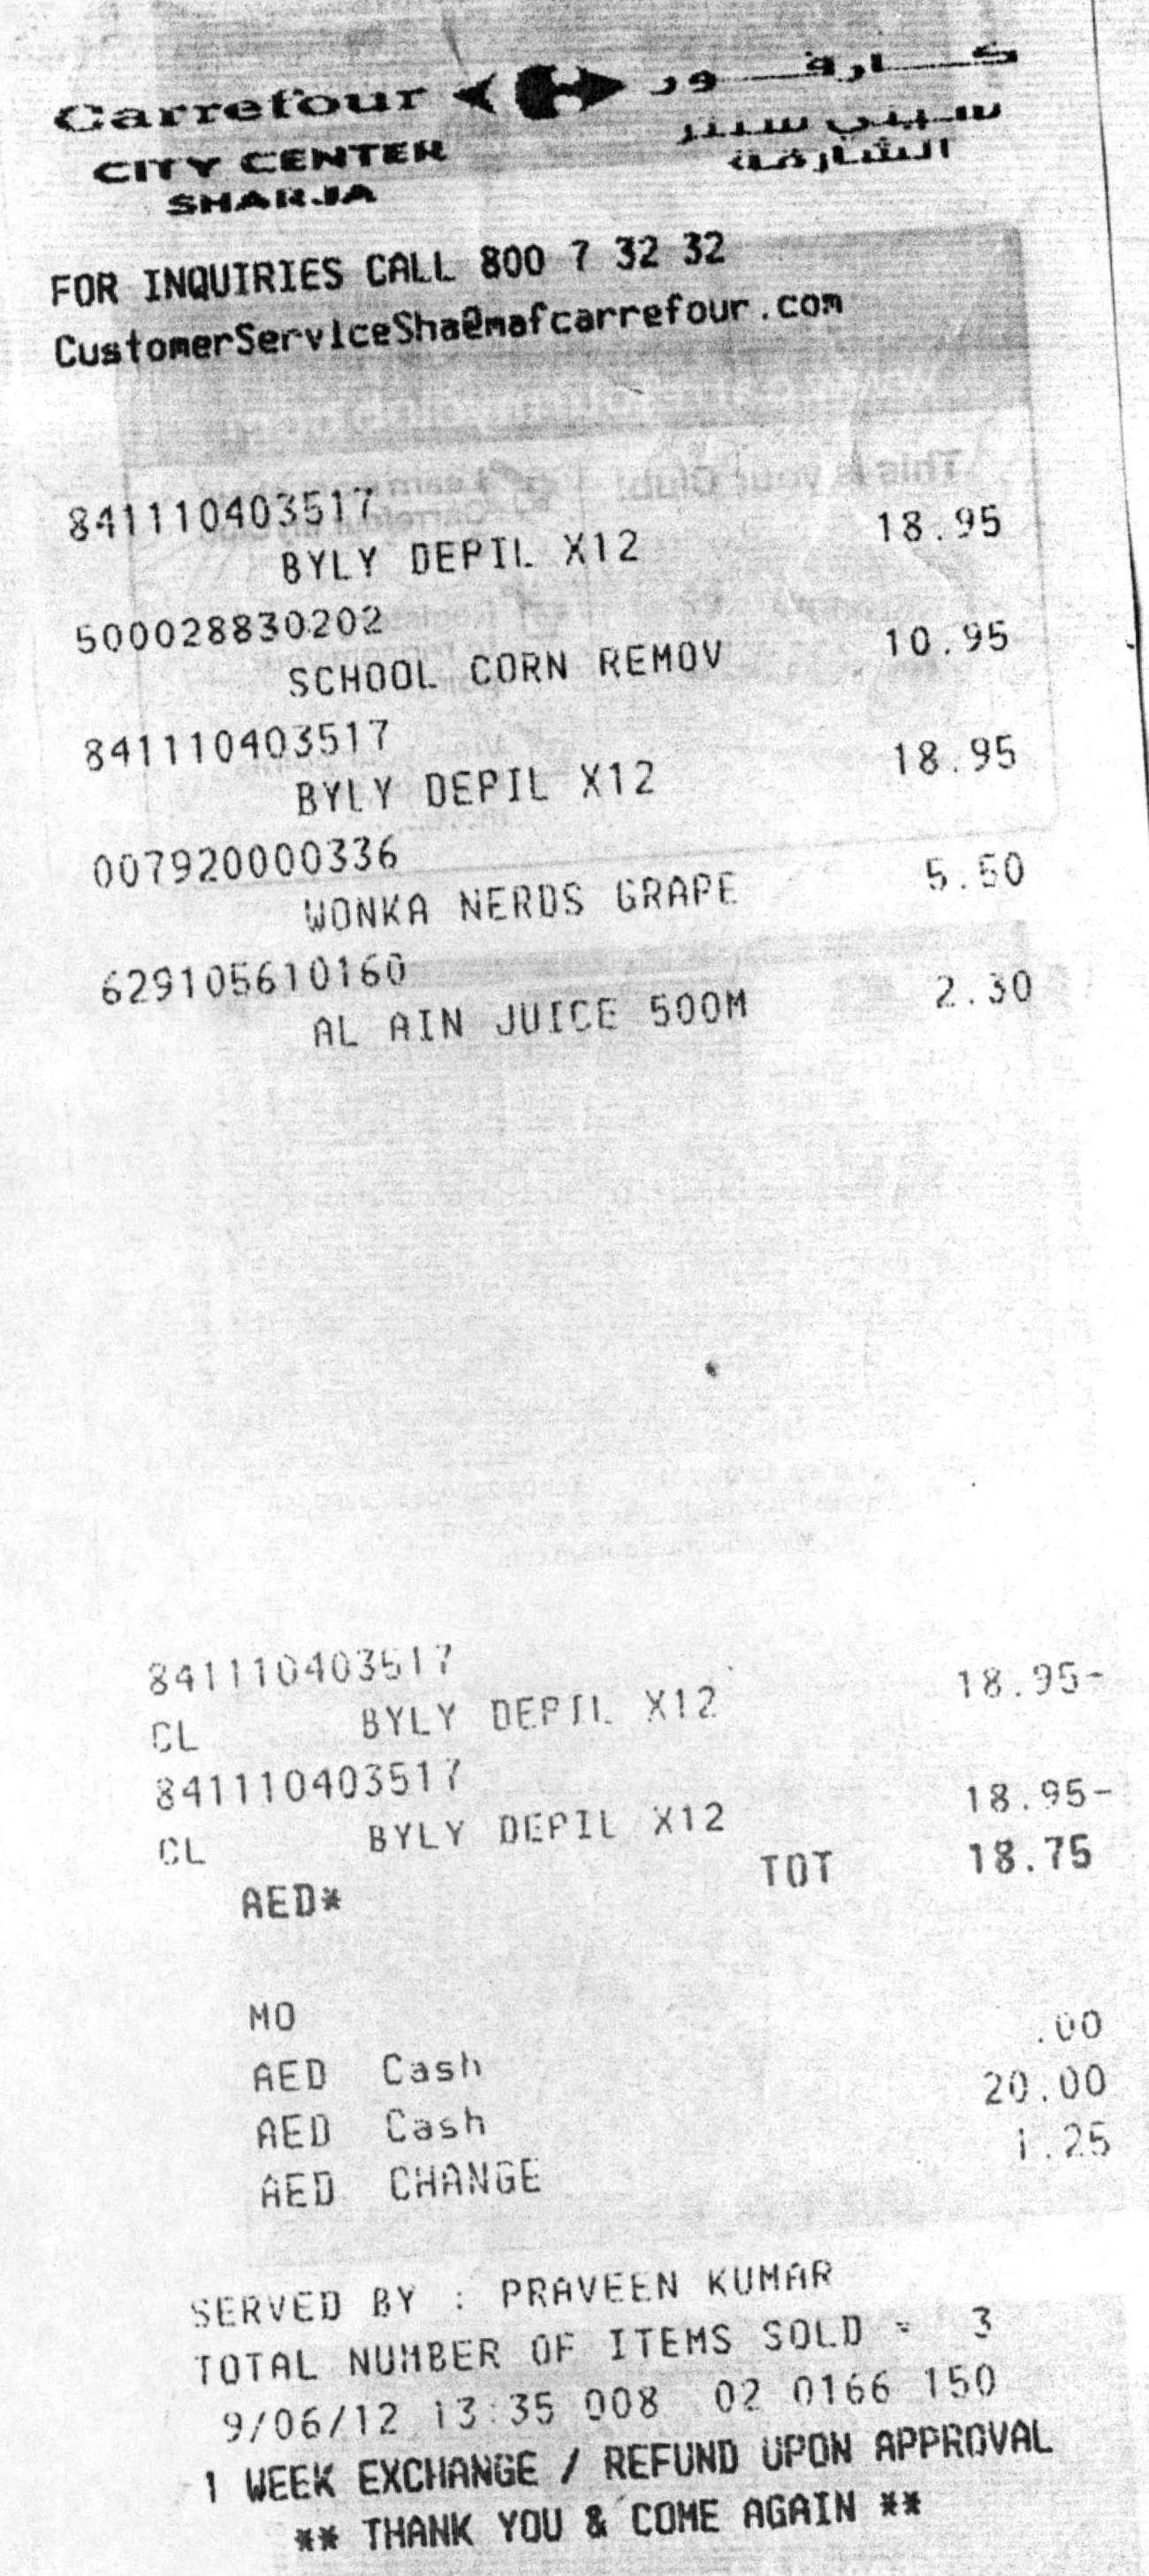 Carrefour كارفور
CITY CENTER سيتي سنتر
SHARJA الشارقة
FOR INQUIRIES CALL 800 7 32 32
CustomerServiceSha@mafcarrefour.com
841110403517
BYLY DEPIL X12 18.95
500028830202
SCHOOL CORN REMOV 10.95
841110403517
BYLY DEPIL X12 18.95
007920000336
WONKA NERDS GRAPE 5.50
629105610160
AL AIN JUICE 500M 2.30
841110403517
CL BYLY DEPIL X12 18.95-
841110403517
CL BYLY DEPIL X12 18.95-
AED* TOT 18.75
MO
AED Cash .00
AED Cash 20.00
AED CHANGE 1.25
SERVED BY : PRAVEEN KUMAR
TOTAL NUMBER OF ITEMS SOLD = 3
9/06/12 13:35 008 02 0166 150
1 WEEK EXCHANGE / REFUND UPON APPROVAL
** THANK YOU & COME AGAIN **